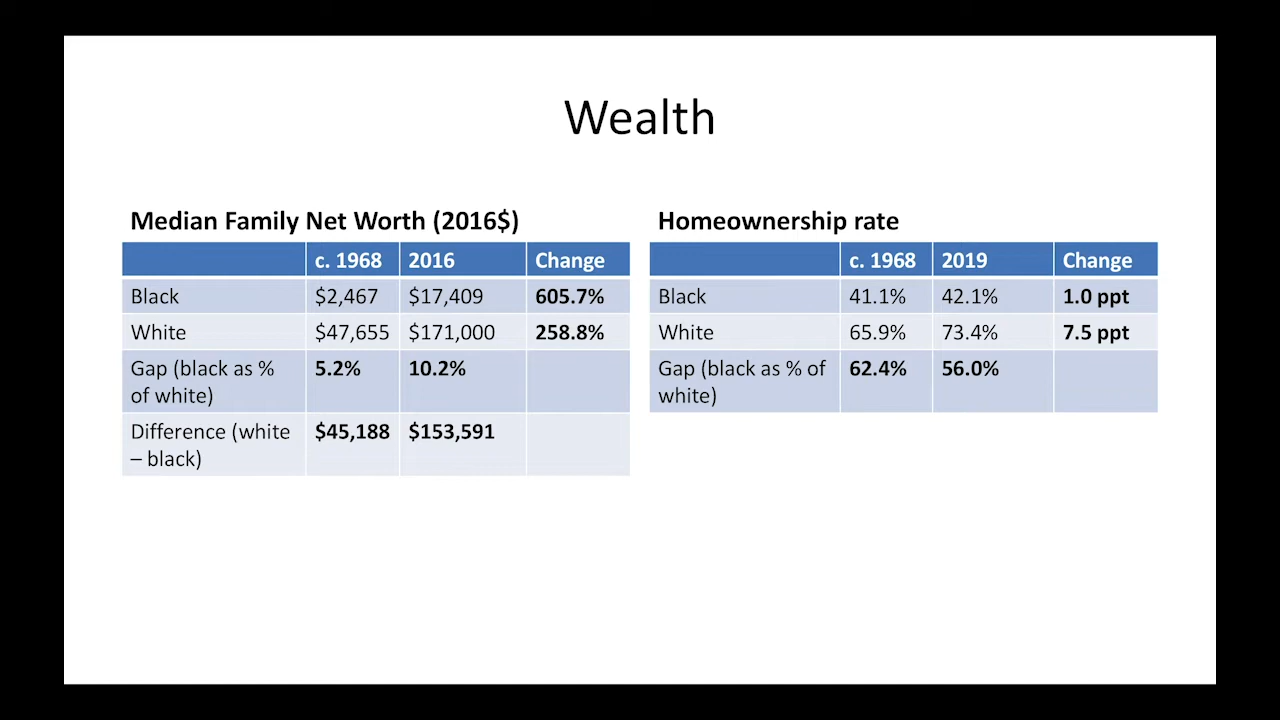 Wealth
Median Family Net Worth (2016$)
c. 1968 2016 Change
Black $2,467 $17,409 605.7%
White $47,655 $171,000 258.8%
Gap (black as % 5.2% 10.2%
of white)
Difference (white $45,188 $153,591
– black)
Homeownership rate
c. 1968 2019 Change
Black 41.1% 42.1% 1.0 ppt
White 65.9% 73.4% 7.5 ppt
Gap (black as % of 62.4% 56.0%
white)